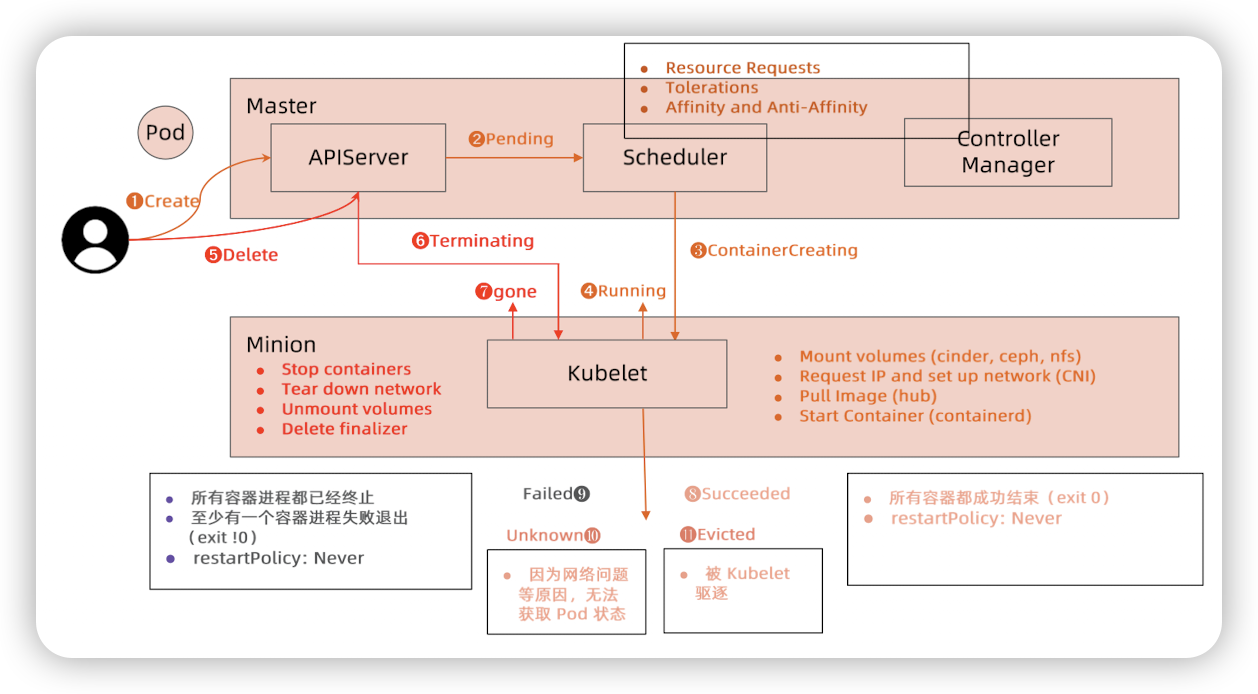 ● Resource Requests
● Tolerations
● Affinity and Anti-Affinity
Master
Pod
APIServer
❷Pending
Scheduler
Controller
Manager
❶Create
❺Delete
❻Terminating
❸ContainerCreating
❼gone
❹Running
Minion
● Stop containers
● Tear down network
● Unmount volumes
● Delete finalizer
Kubelet
● Mount volumes (cinder, ceph, nfs)
● Request IP and set up network (CNI)
● Pull Image (hub)
● Start Container (containerd)
● 所有容器进程都已经终止
● 至少有一个容器进程失败退出
(exit !0)
● restartPolicy: Never
Failed❾
❽Succeeded
Unknown❿
⓫Evicted
● 因为网络问题
等原因，无法
获取 Pod 状态
● 被 Kubelet
驱逐
● 所有容器都成功结束（exit 0）
● restartPolicy: Never